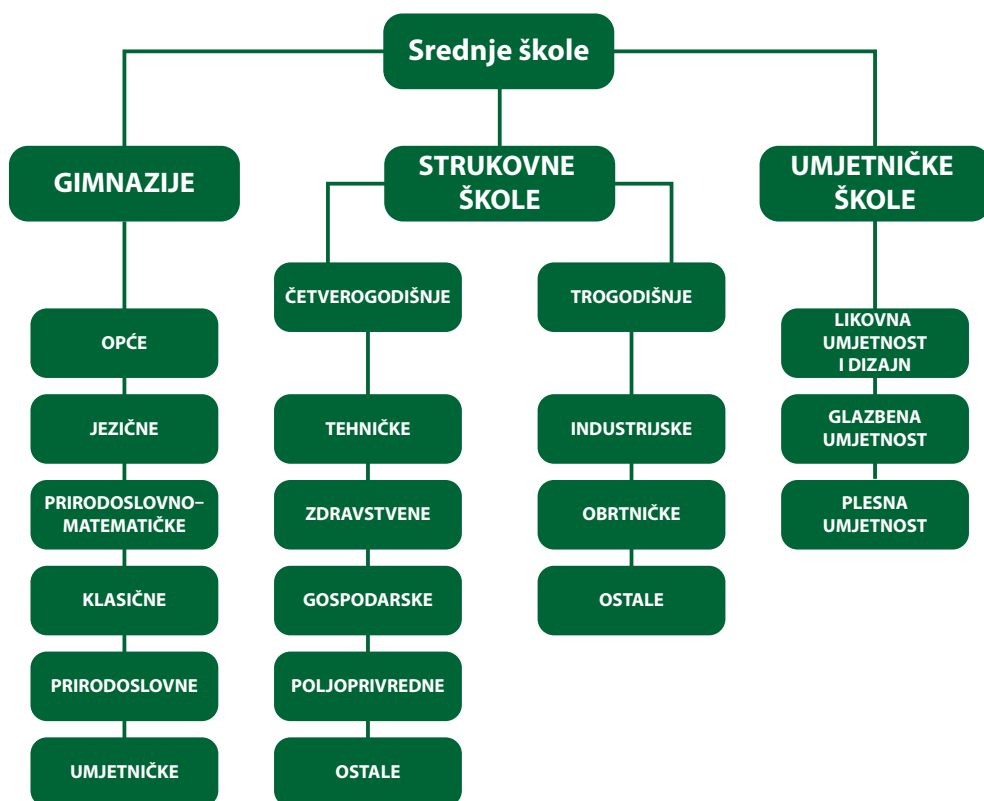 Srednje škole
GIMNAZIJE
STRUKOVNE
ŠKOLE
UMJETNIČKE
ŠKOLE
ČETVEROGODIŠNJE
TROGODIŠNJE
OPĆE
JEZIČNE
PRIRODOSLOVNO–
MATEMATIČKE
KLASIČNE
PRIRODOSLOVNE
UMJETNIČKE
TEHNIČKE
ZDRAVSTVENE
GOSPODARSKE
POLJOPRIVREDNE
OSTALE
INDUSTRIJSKE
OBRTNIČKE
OSTALE
LIKOVNA
UMJETNOST
I DIZAJN
GLAZBENA
UMJETNOST
PLESNA
UMJETNOST